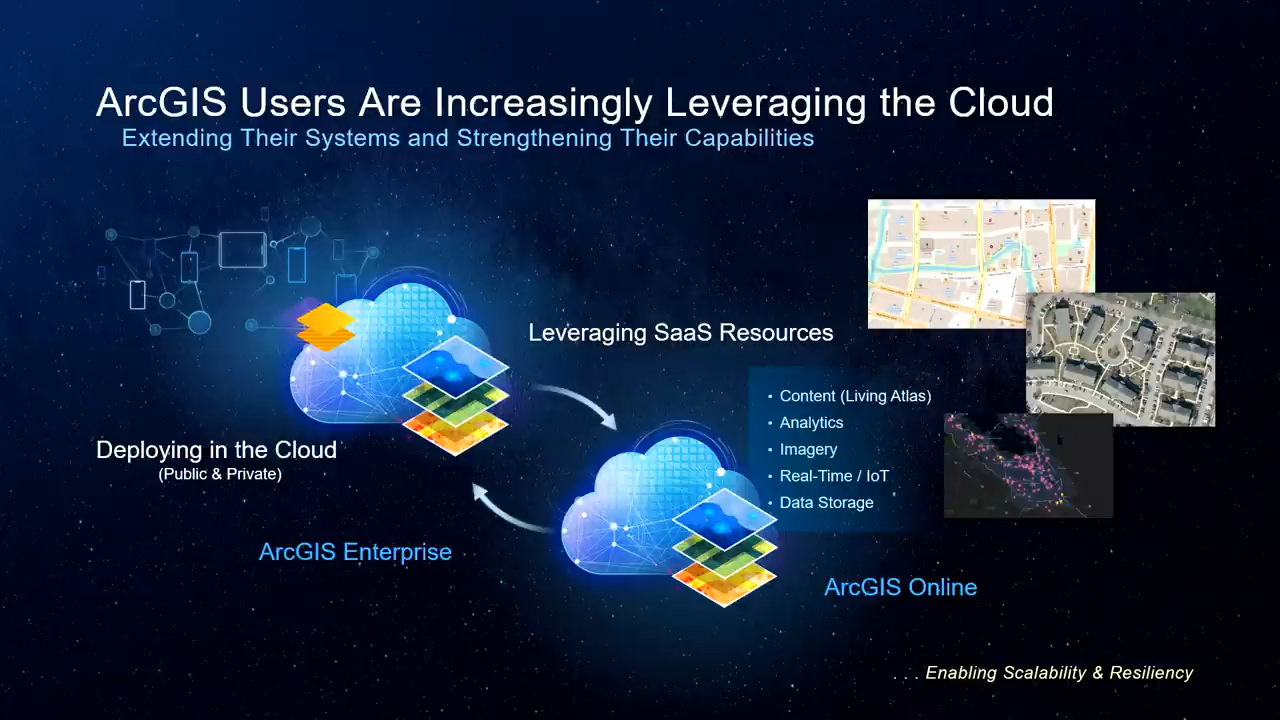 ArcGIS Users Are Increasingly Leveraging the Cloud
Extending Their Systems and Strengthening Their Capabilities
Leveraging SaaS Resources
• Content (Living Atlas)
• Analytics
• Imagery
• Real-Time / IoT
• Data Storage
Deploying in the Cloud
(Public & Private)
ArcGIS Enterprise
ArcGIS Online
. . . Enabling Scalability & Resiliency